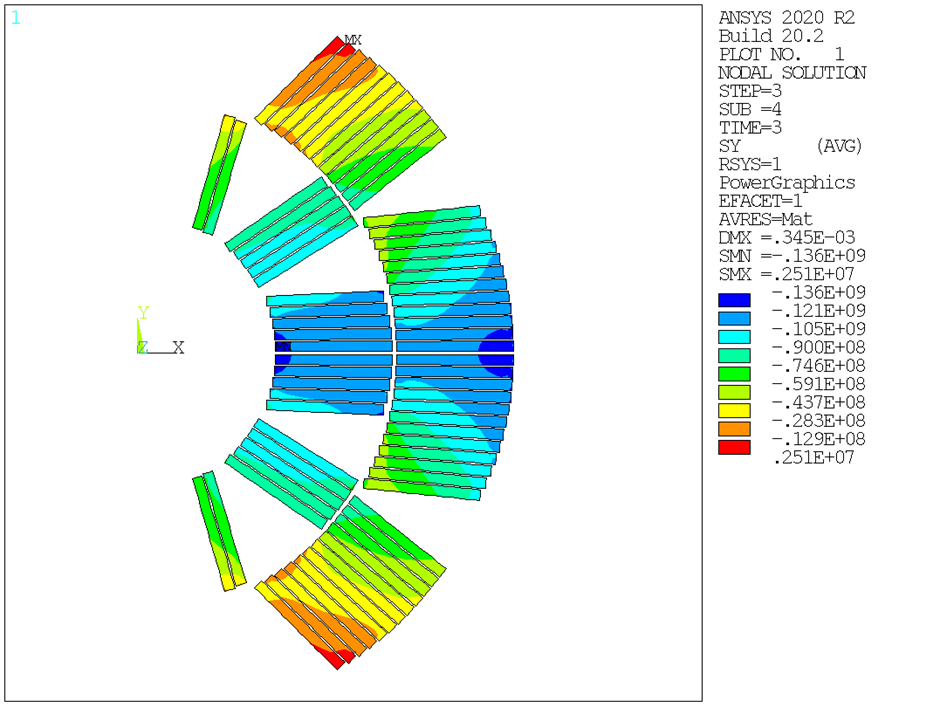 1
MX
Y
Z
X
ANSYS 2020 R2
Build 20.2
PLOT NO. 1
NODAL SOLUTION
STEP=3
SUB =4
TIME=3
SY (AVG)
RSYS=1
PowerGraphics
EFACET=1
AVRES=Mat
DMX =.345E-03
SMN =-.136E+09
SMX =.251E+07
-.136E+09
-.121E+09
-.105E+09
-.900E+08
-.746E+08
-.591E+08
-.437E+08
-.283E+08
-.129E+08
.251E+07